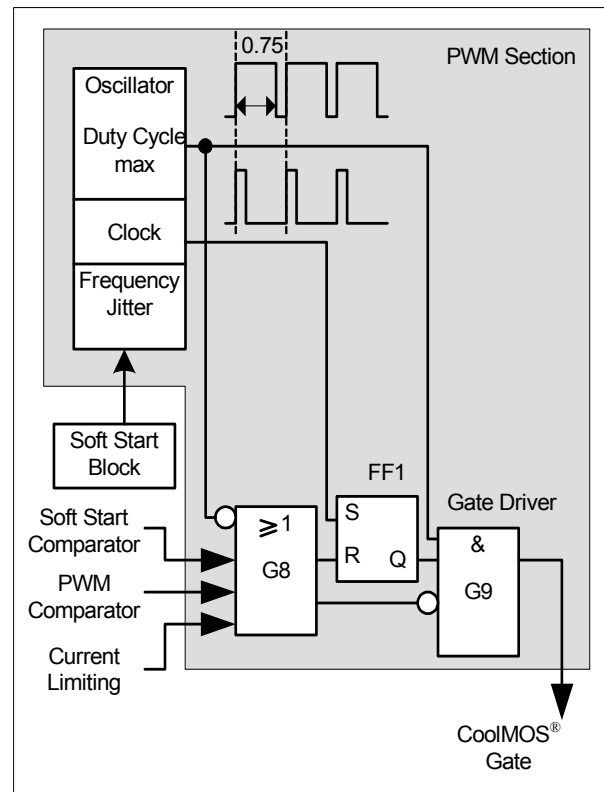 0.75
PWM Section
Oscillator
Duty Cycle
max
Clock
Frequency
Jitter
Soft Start
Block
FF1
Gate Driver
Soft Start
Comparator
PWM
Comparator
Current
Limiting
≥1
G8
S
R
Q
&
G9
CoolMOS®
Gate